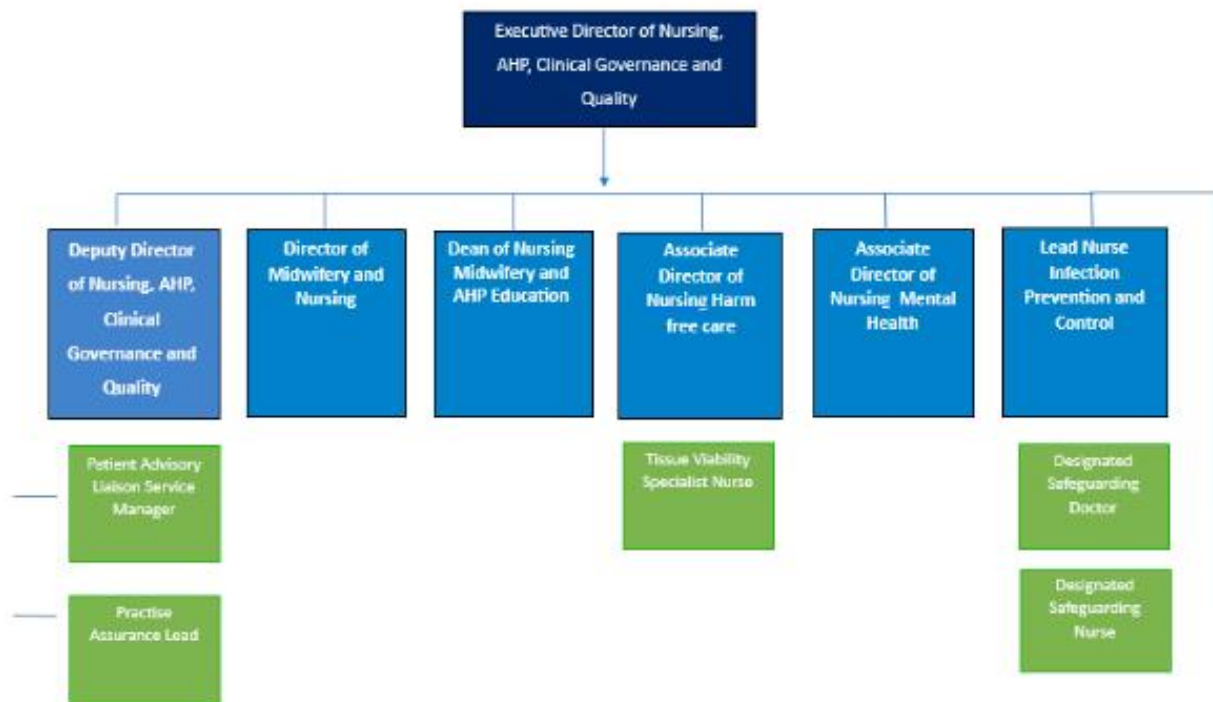 Executive Director of Nursing,
AHP, Clinical Governance and
Quality
Deputy Director
of Nursing, AHP,
Clinical
Governance and
Quality
Director of
Midwifery and
Nursing
Dean of Nursing
Midwifery and
AHP Education
Associate
Director of
Nursing Harm
free care
Associate
Director of
Nursing Mental
Health
Lead Nurse
Infection
Prevention and
Control
Patient Advisory
Liaison Service
Manager
Tissue Viability
Specialist Nurse
Designated
Safeguarding
Doctor
Practise
Assurance Lead
Designated
Safeguarding
Nurse